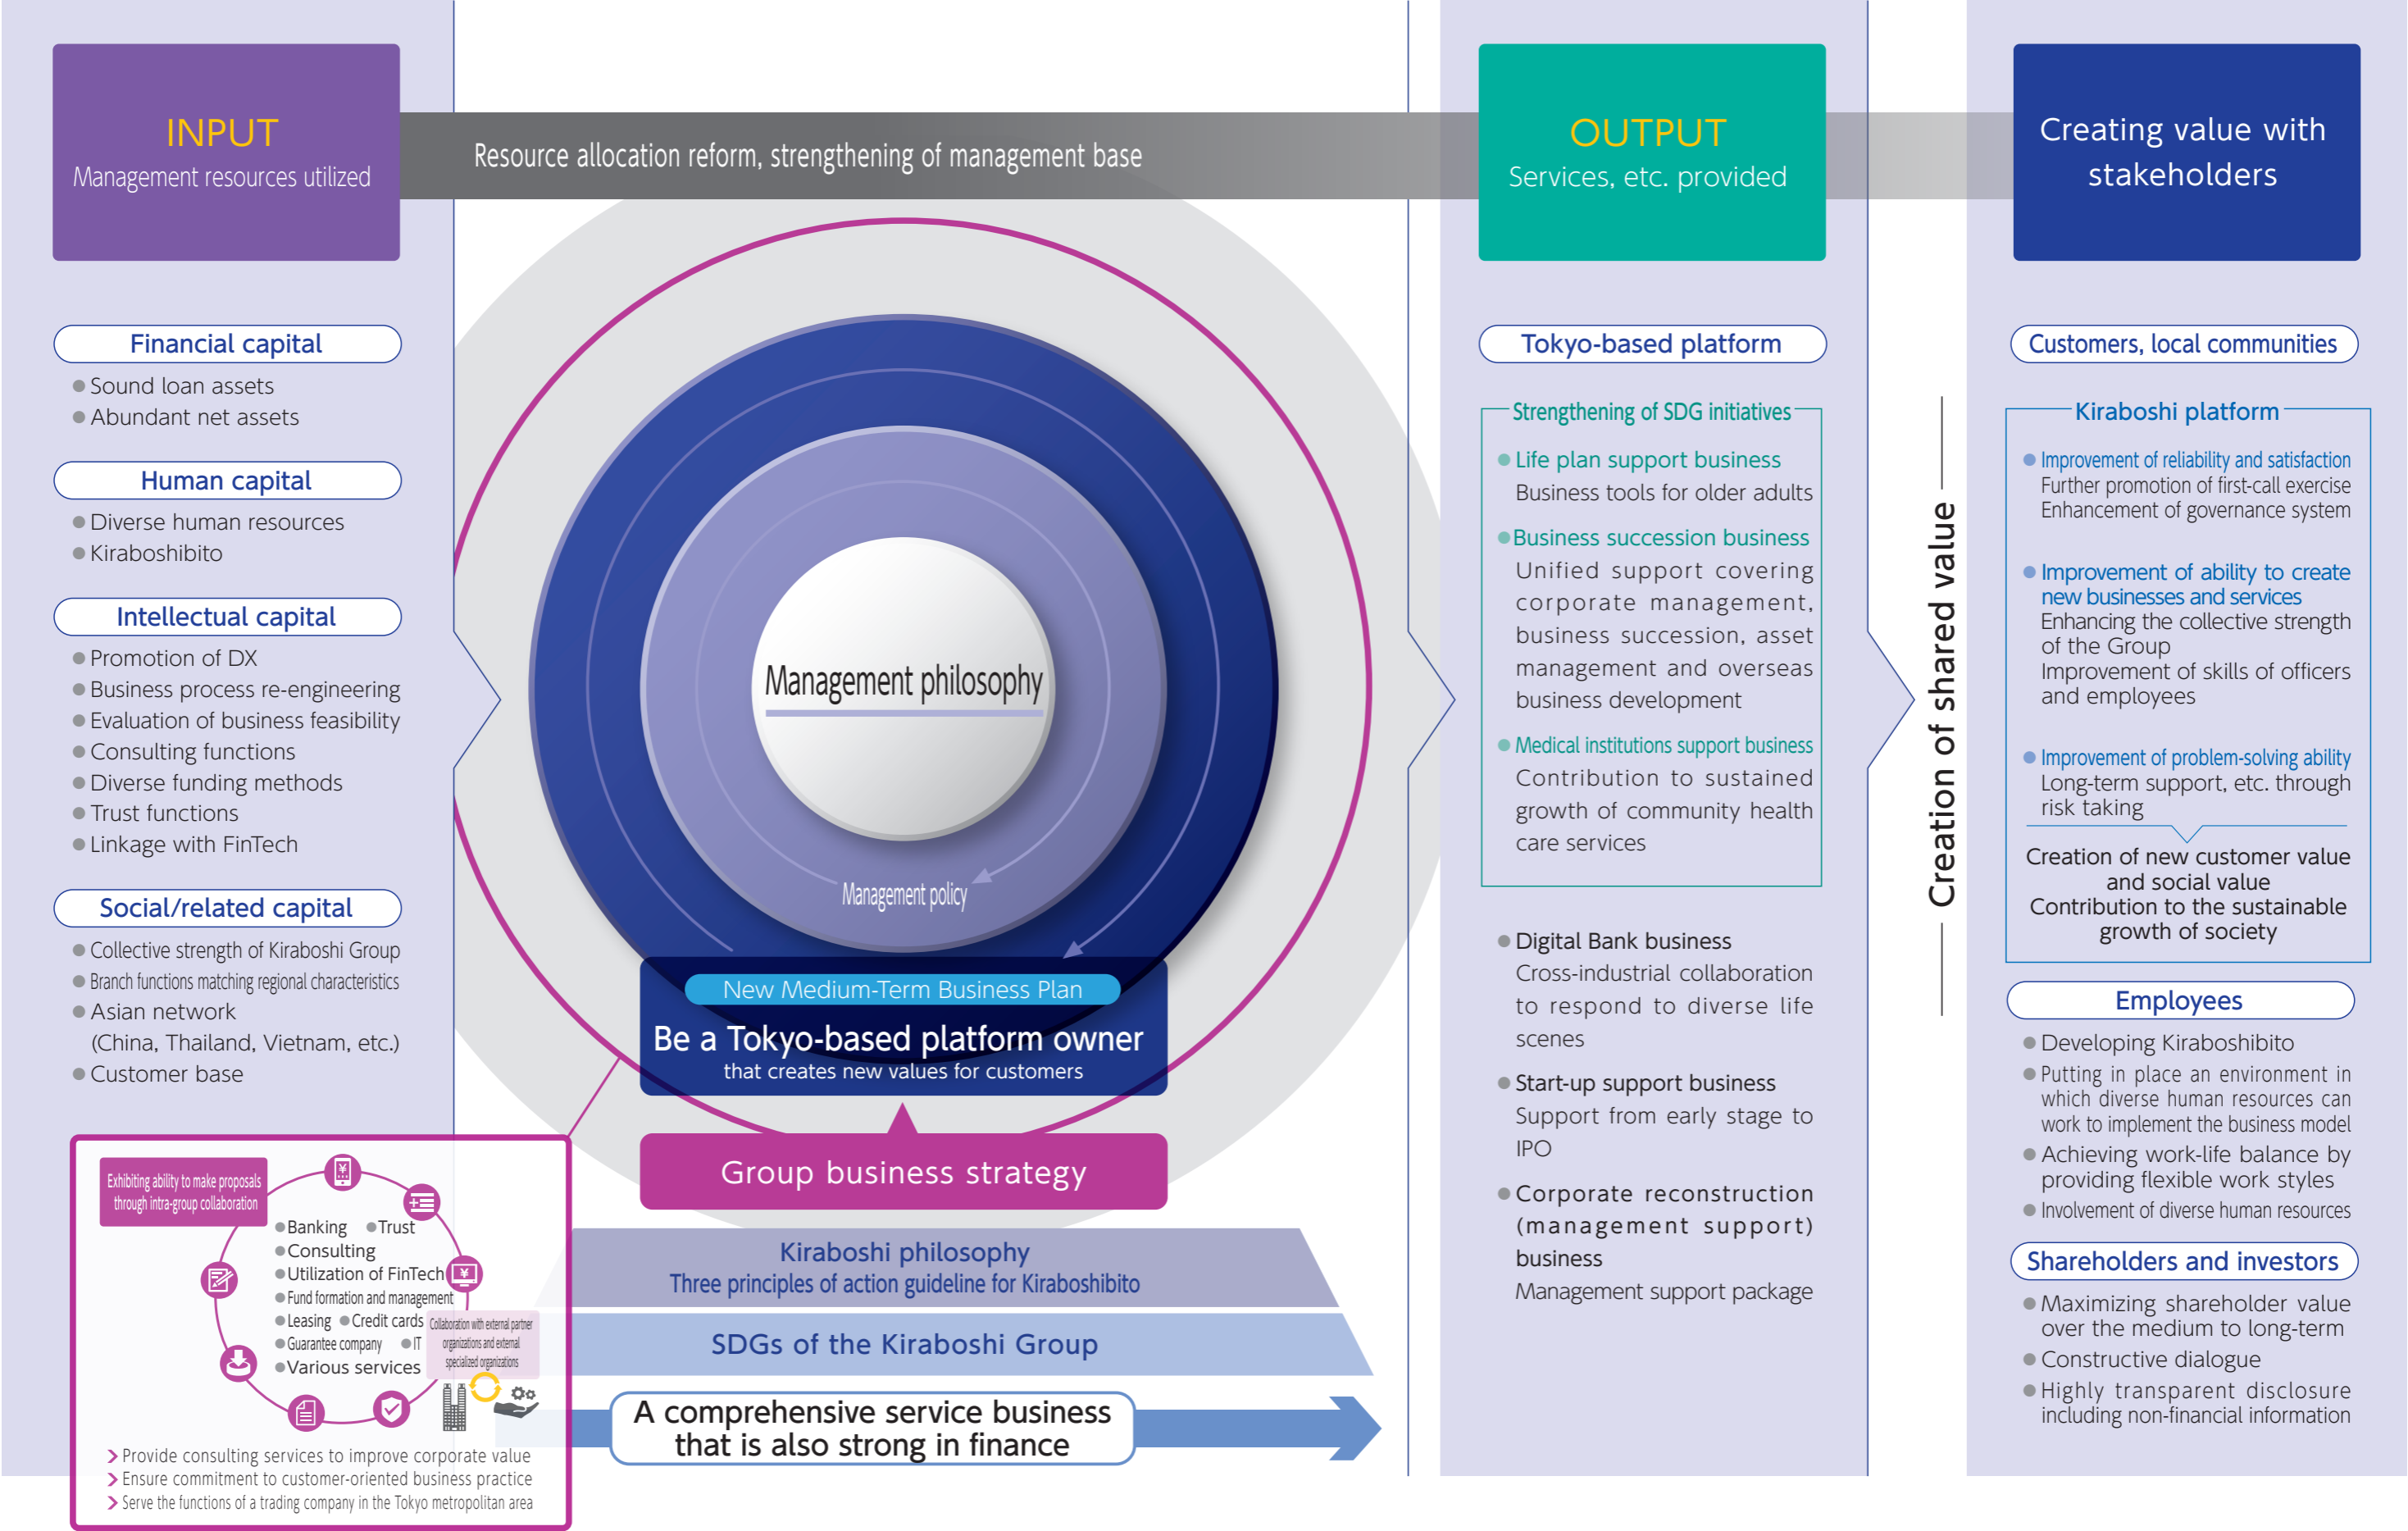 INPUT
Management resources utilized
Resource allocation reform, strengthening of management base
OUTPUT
Services, etc. provided
Creating value with
stakeholders
Financial capital
● Sound loan assets
● Abundant net assets
Human capital
● Diverse human resources
● Kiraboshibito
Intellectual capital
● Promotion of DX
● Business process re-engineering
● Evaluation of business feasibility
● Consulting functions
● Diverse funding methods
● Trust functions
● Linkage with FinTech
Social/related capital
● Collective strength of Kiraboshi Group
● Branch functions matching regional characteristics
● Asian network
(China, Thailand, Vietnam, etc.)
● Customer base
Exhibiting ability to make proposals
through intra-group collaboration
● Banking ● Trust
● Consulting
● Utilization of FinTech
● Fund formation and management
● Leasing ● Credit cards
● Guarantee company ● IT
● Various services
Collaboration with external partner
organizations and external
specialized organizations
¥
¥
> Provide consulting services to improve corporate value
> Ensure commitment to customer-oriented business practice
> Serve the functions of a trading company in the Tokyo metropolitan area
Management philosophy
Management policy
New Medium-Term Business Plan
Be a Tokyo-based platform owner
that creates new values for customers
Group business strategy
Kiraboshi philosophy
Three principles of action guideline for Kiraboshibito
SDGs of the Kiraboshi Group
A comprehensive service business
that is also strong in finance
Tokyo-based platform
Strengthening of SDG initiatives
● Life plan support business
Business tools for older adults
● Business succession business
Unified support covering
corporate management,
business succession, asset
management and overseas
business development
● Medical institutions support business
Contribution to sustained
growth of community health
care services
● Digital Bank business
Cross-industrial collaboration
to respond to diverse life
scenes
● Start-up support business
Support from early stage to
IPO
● Corporate reconstruction
(management support)
business
Management support package
Creation of shared value
Customers, local communities
Kiraboshi platform
● Improvement of reliability and satisfaction
Further promotion of first-call exercise
Enhancement of governance system
● Improvement of ability to create
new businesses and services
Enhancing the collective strength
of the Group
Improvement of skills of officers
and employees
● Improvement of problem-solving ability
Long-term support, etc. through
risk taking
Creation of new customer value
and social value
Contribution to the sustainable
growth of society
Employees
● Developing Kiraboshibito
● Putting in place an environment in
which diverse human resources can
work to implement the business model
● Achieving work-life balance by
providing flexible work styles
● Involvement of diverse human resources
Shareholders and investors
● Maximizing shareholder value
over the medium to long-term
● Constructive dialogue
● Highly transparent disclosure
including non-financial information